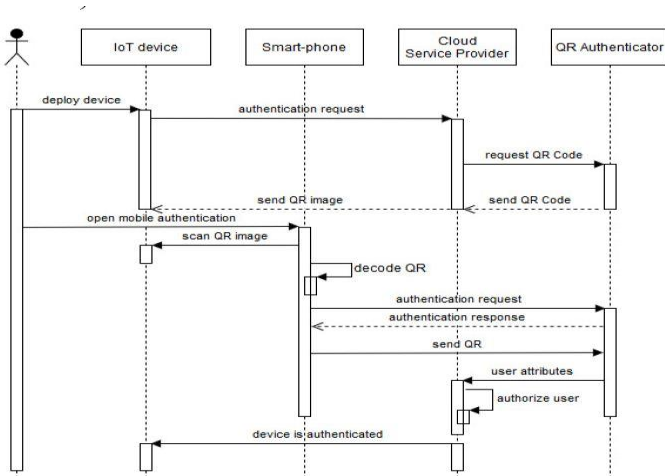 IoT device
Smart-phone
Cloud
Service Provider
QR Authenticator
deploy device
authentication request
request QR Code
send QR image
send QR Code
open mobile authentication
scan QR image
decode QR
authentication request
authentication response
send QR
user attributes
authorize user
device is authenticated